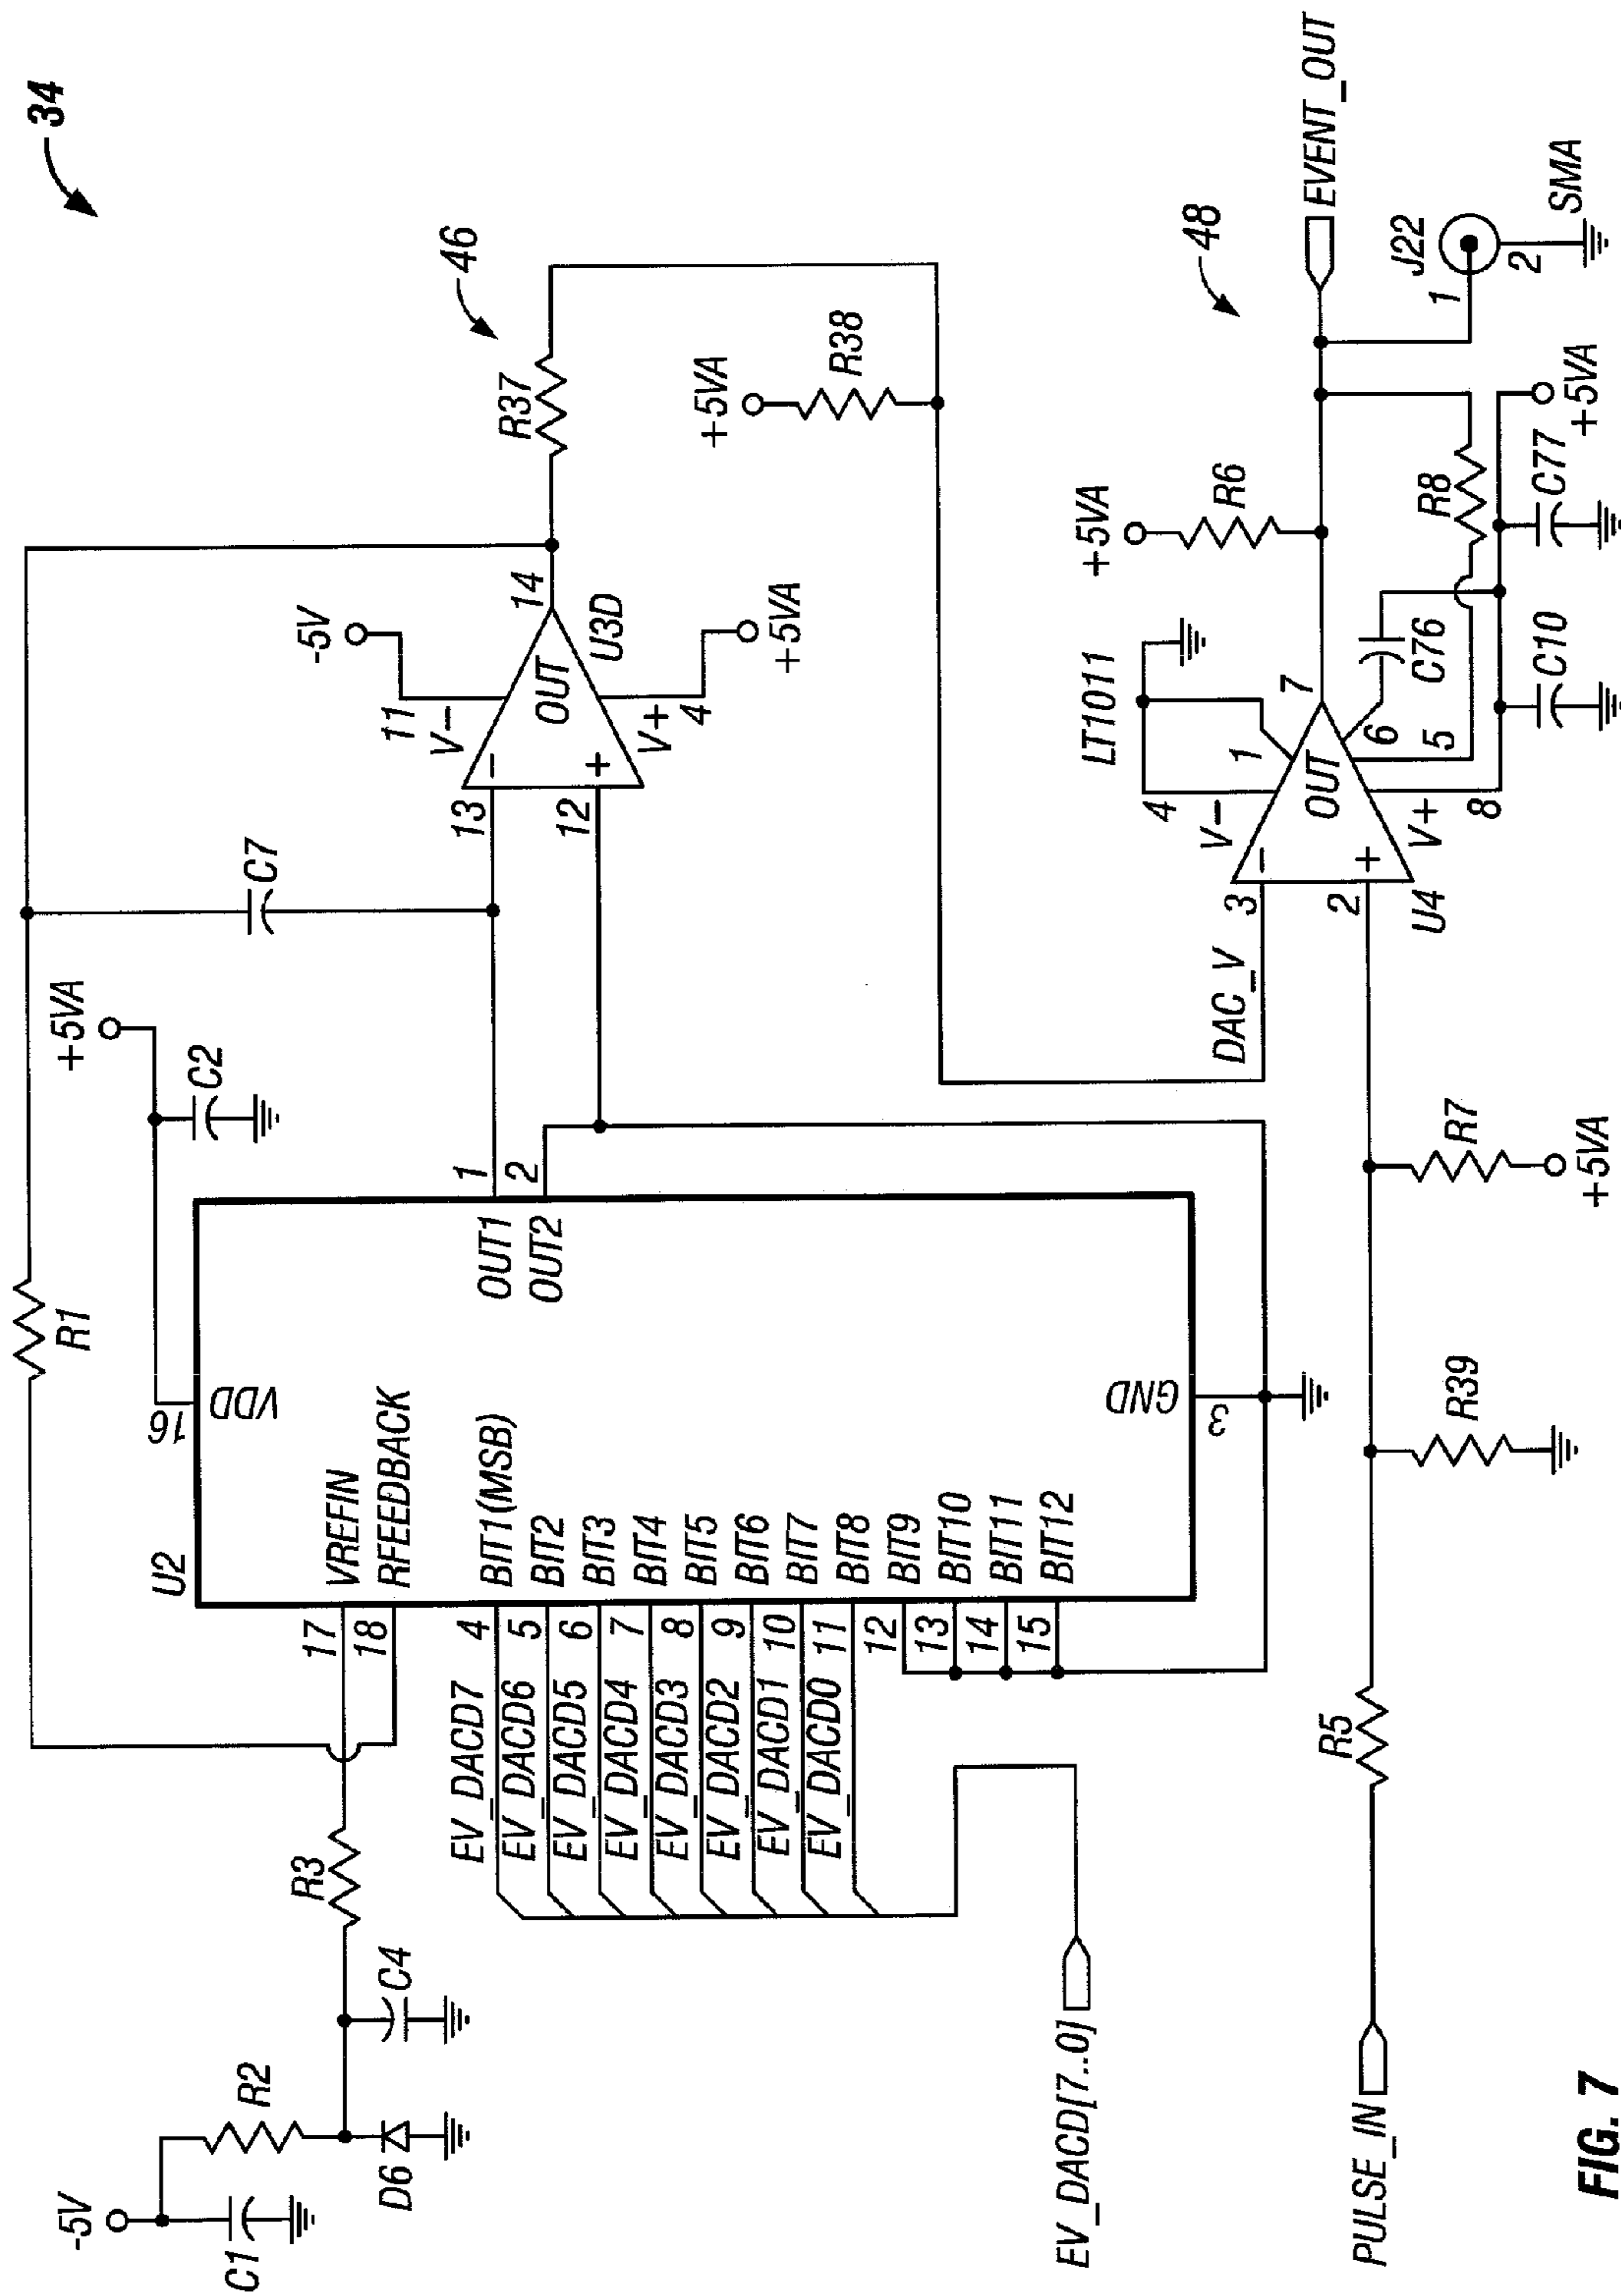 34
-5V
C1
R2
D6
C4
R3
R1
+5VA
C2
C7
U2
17
18
VREFIN
RFEEDBACK
16
VDD
EV_DACD7
4
BIT1(MSB)
EV_DACD6
5
BIT2
EV_DACD5
6
BIT3
EV_DACD4
7
BIT4
EV_DACD3
8
BIT5
EV_DACD2
9
BIT6
EV_DACD1
10
BIT7
EV_DACD0
11
BIT8
12
BIT9
13
BIT10
14
BIT11
15
BIT12
OUT1
1
OUT2
2
GND
3
EV_DACD[7..0]
13
12
-
+
11
V-
-5V
OUT
14
U3D
V+
4
+5VA
R37
46
+5VA
R38
DAC_V
PULSE_IN
R5
R39
R7
+5VA
3
2
-
+
U4
4
V-
1
LT1011
OUT
7
6
5
V+
8
C76
C10
R8
C77
+5VA
+5VA
R6
48
EVENT_OUT
J22
1
2
SMA
FIG. 7